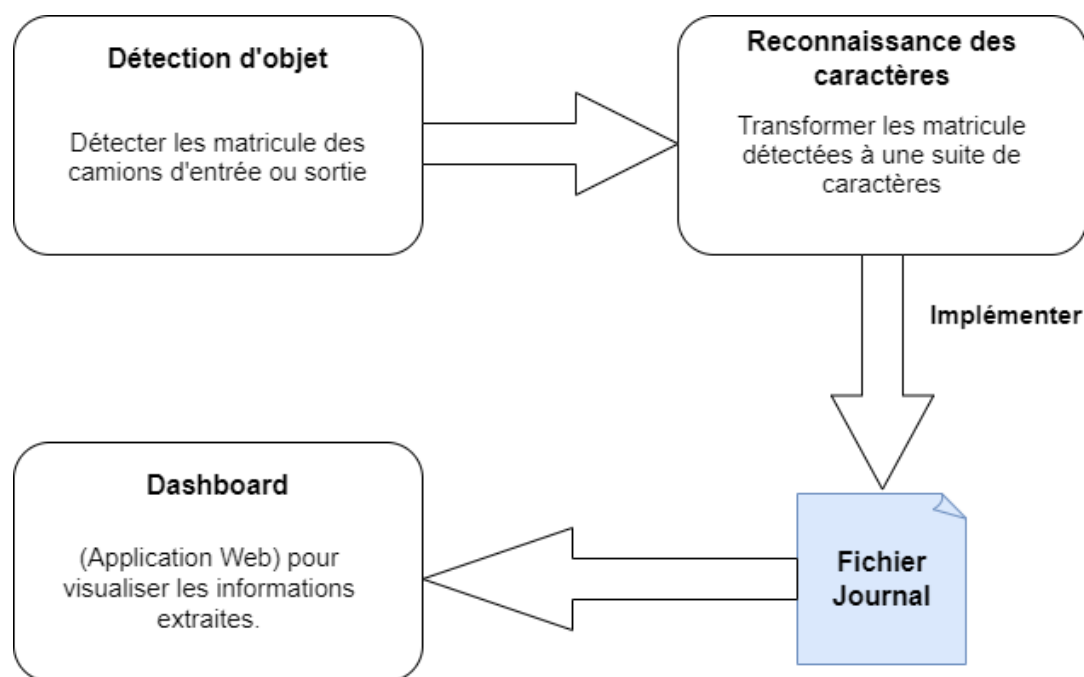 Détection d'objet
Détecter les matricule des
camions d'entrée ou sortie
Reconnaissance des
caractères
Transformer les matricule
détectées à une suite de
caractères
Implémenter
Fichier
Journal
Dashboard
(Application Web) pour
visualiser les informations
extraites.